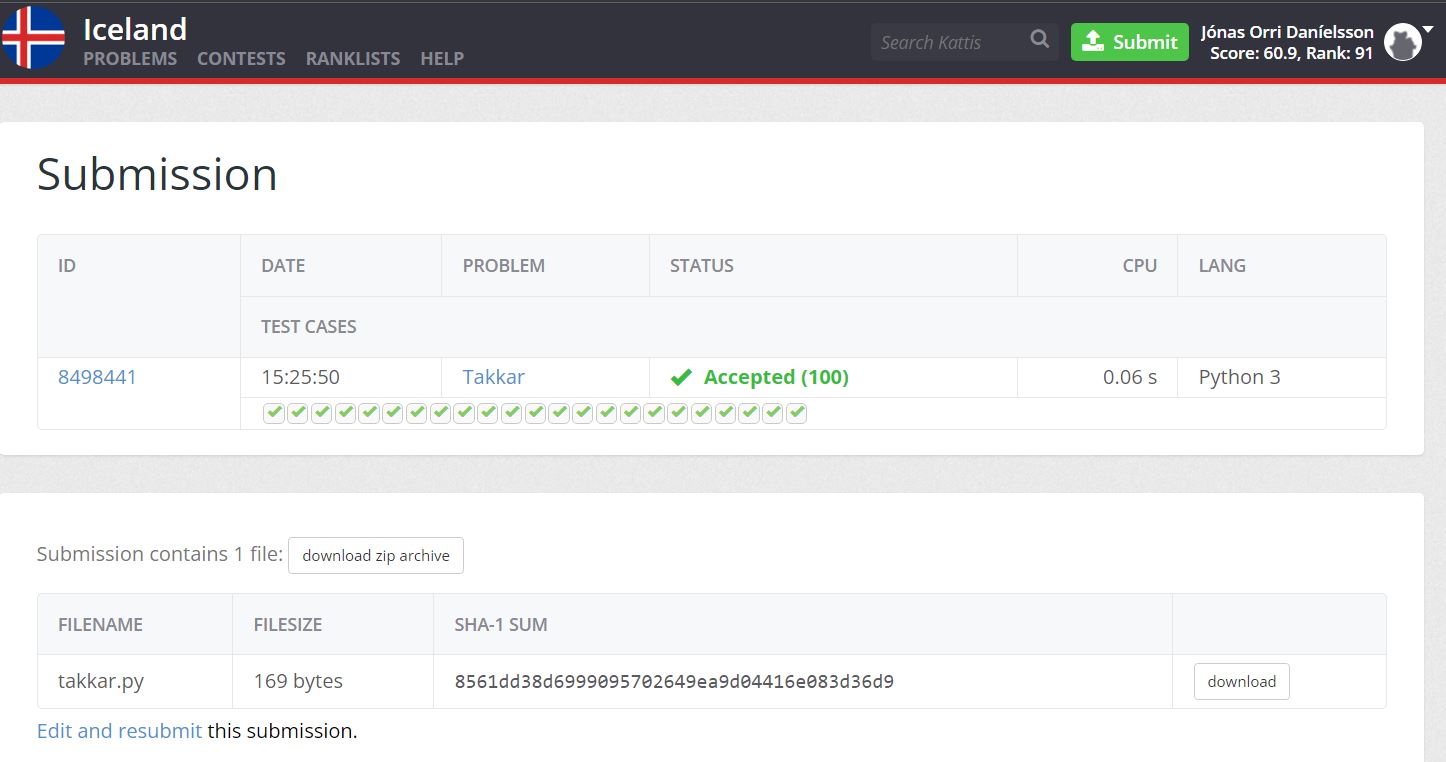 Iceland
PROBLEMS CONTESTS RANKLISTS HELP
Search Kattis
Submit
Jónas Orri Daníelsson
Score: 60.9, Rank: 91
Submission
ID DATE PROBLEM STATUS CPU LANG
TEST CASES
8498441 15:25:50 Takkar Accepted (100) 0.06 s Python 3
Submission contains 1 file: download zip archive
FILENAME FILESIZE SHA-1 SUM
takkar.py 169 bytes 8561dd38d6999095702649ea9d04416e083d36d9 download
Edit and resubmit this submission.